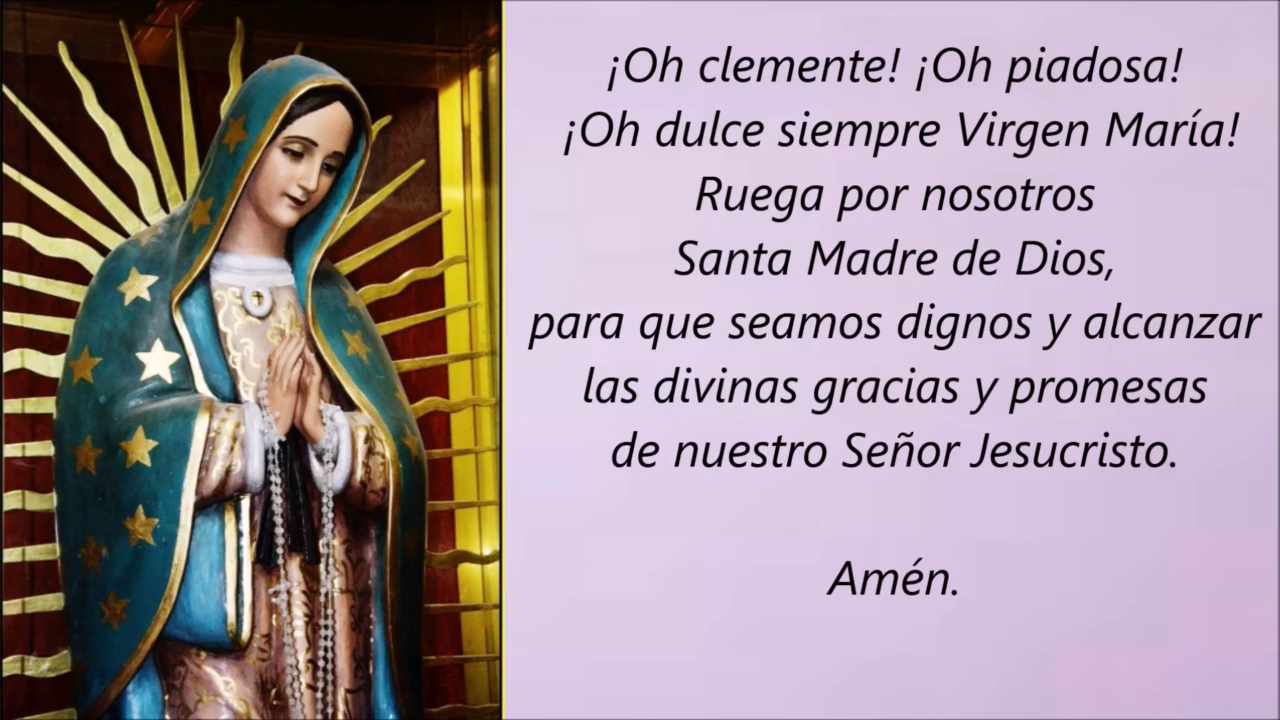 ¡Oh clemente! ¡Oh piadosa!
¡Oh dulce siempre Virgen María!
Ruega por nosotros
Santa Madre de Dios,
para que seamos dignos y alcanzar
las divinas gracias y promesas
de nuestro Señor Jesucristo.
Amén.